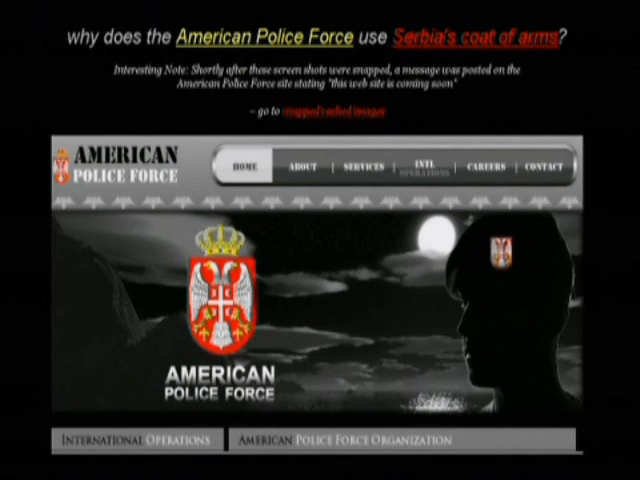 why does the American Police Force use Serbia's coat of arms?
Interesting Note: Shortly after these screen shots were snapped, a message was posted on the
American Police Force site stating "this web site is coming soon"
– go to snapped/cached images
AMERICAN
POLICE FORCE
HOME
ABOUT | SERVICES | INTL OPERATIONS | CAREERS | CONTACT
AMERICAN
POLICE FORCE
INTERNATIONAL OPERATIONS
AMERICAN POLICE FORCE ORGANIZATION